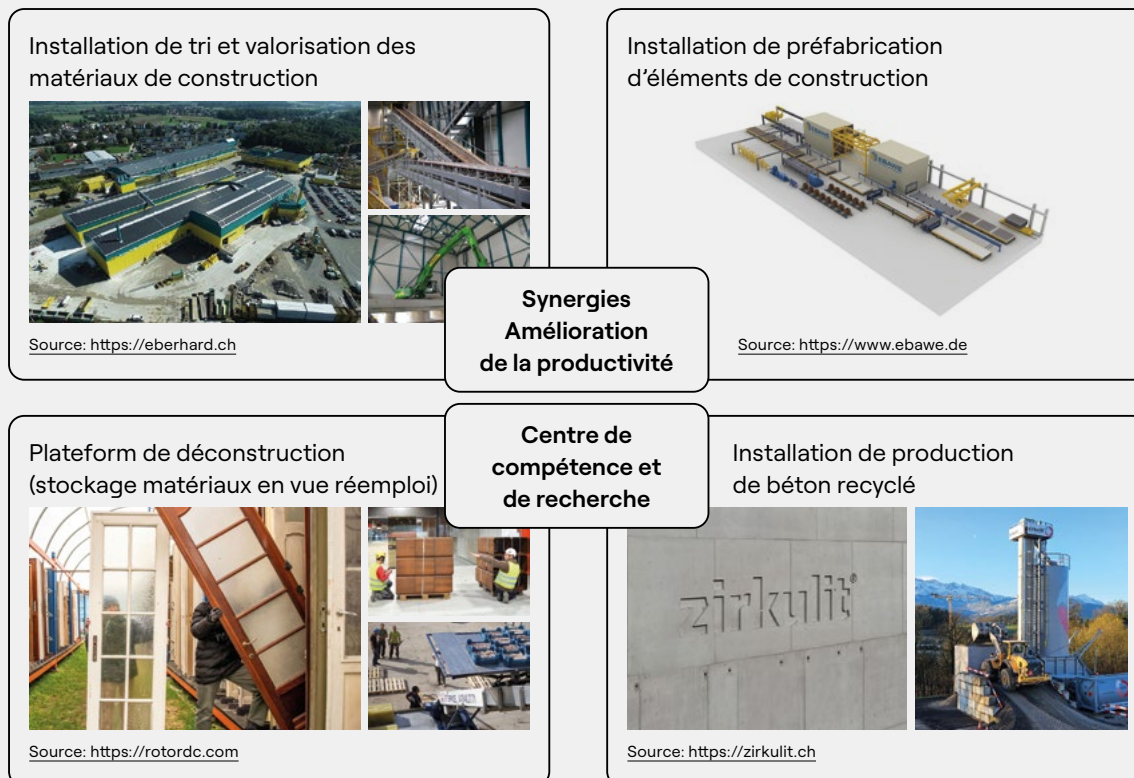 Installation de tri et valorisation des
matériaux de construction
Source: https://eberhard.ch
Installation de préfabrication
d'éléments de construction
EBAWE
EBAWE
Source: https://www.ebawe.de
Synergies
Amélioration
de la productivité
Centre de
compétence et
de recherche
Plateform de déconstruction
(stockage matériaux en vue réemploi)
Source: https://rotordc.com
Installation de production
de béton recyclé
zirkulit®
Source: https://zirkulit.ch